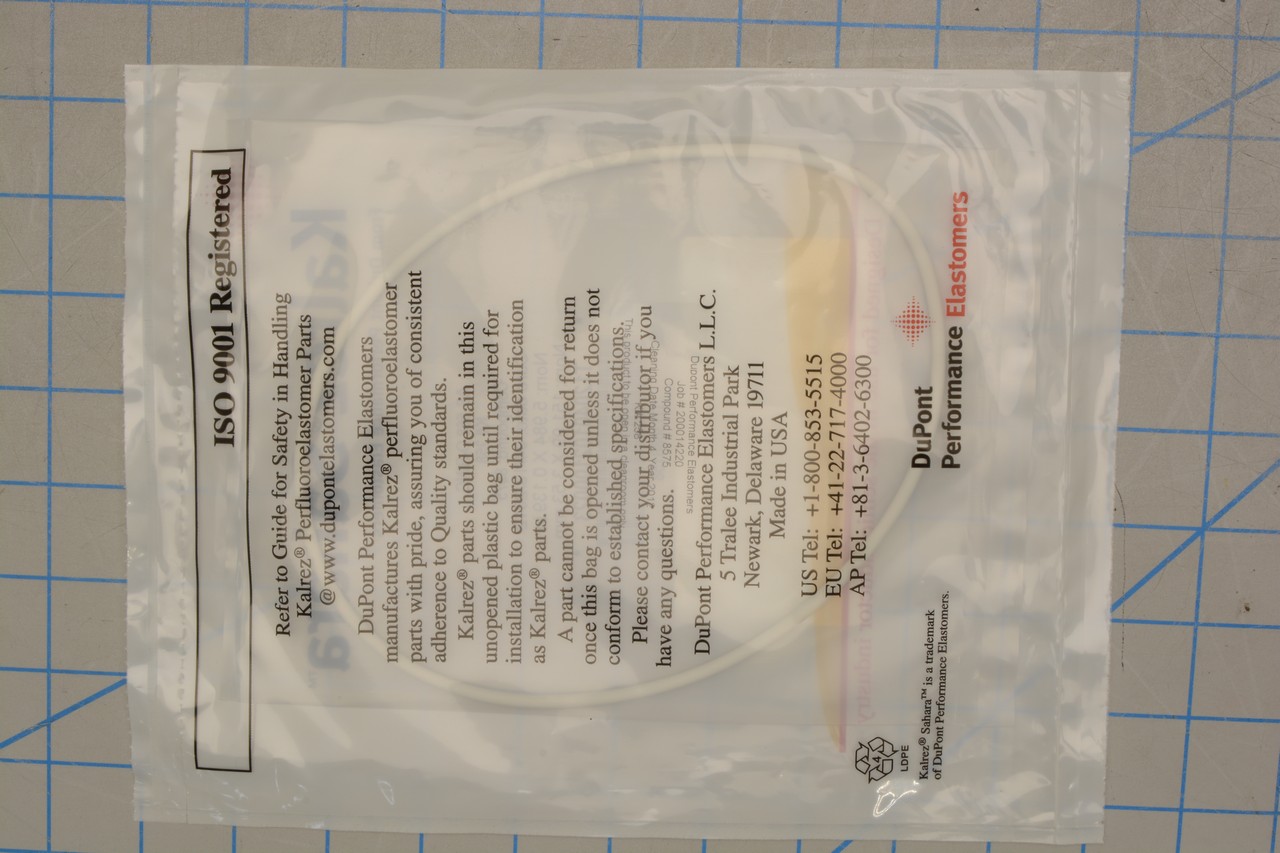 ISO 9001 Registered
Refer to Guide for Safety in Handling
Kalrez® Perfluoroelastomer Parts
@ www.dupontelastomers.com
DuPont Performance Elastomers
manufactures Kalrez® perfluoroelastomer
parts with pride, assuring you of consistent
adherence to Quality standards.
Kalrez® parts should remain in this
unopened plastic bag until required for
installation to ensure their identification
as Kalrez® parts.
A part cannot be considered for return
once this bag is opened unless it does not
conform to established specifications.
Please contact your distributor if you
have any questions.
DuPont Performance Elastomers L.L.C.
5 Tralee Industrial Park
Newark, Delaware 19711
Made in USA
US Tel: +1-800-853-5515
EU Tel: +41-22-717-4000
AP Tel: +81-3-6402-6300
DuPont
Performance Elastomers
4
LDPE
Kalrez® Sahara™ is a trademark
of DuPont Performance Elastomers.
Dupont Performance Elastomers
Job # 200014220
Compound # 8575